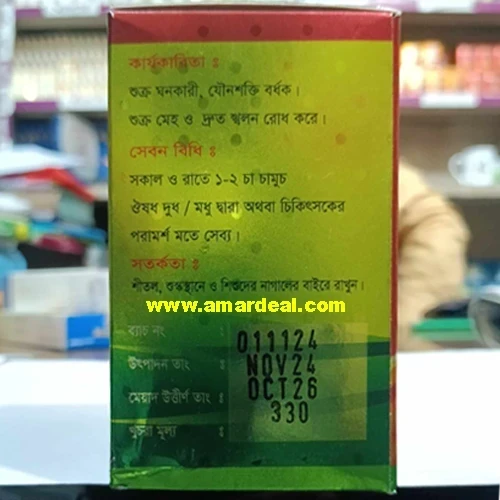 কার্যকারিতা :
শুক্র ঘনকারী, যৌনশক্তি বর্ধক।
শুক্র মেহ ও দ্রুত স্খলন রোধ করে।
সেবন বিধি :
সকাল ও রাতে ১-২ চা চামুচ
ঔষধ দুধ / মধু দ্বারা অথবা চিকিৎসকের
পরামর্শ মতে সেব্য।
সতর্কতা :
শীতল, শুষ্কস্থানে ও শিশুদের নাগালের বাইরে রাখুন।
www.amardeal.com
ব্যাচ নং : 011124
উৎপাদন তাং : NOV24
মেয়াদ উত্তীর্ণ তাং : OCT26
খুচরা মূল্য : 330